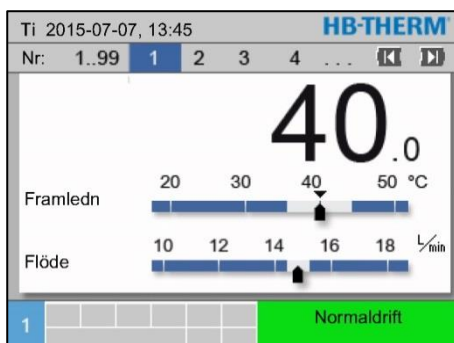 Ti 2015-07-07, 13:45 HB-THERM
Nr: 1..99 1 2 3 4 ...
40.0
20 30 40 50 °C
Framledn
10 12 14 16 18 L/min
Flöde
1 Normaldrift